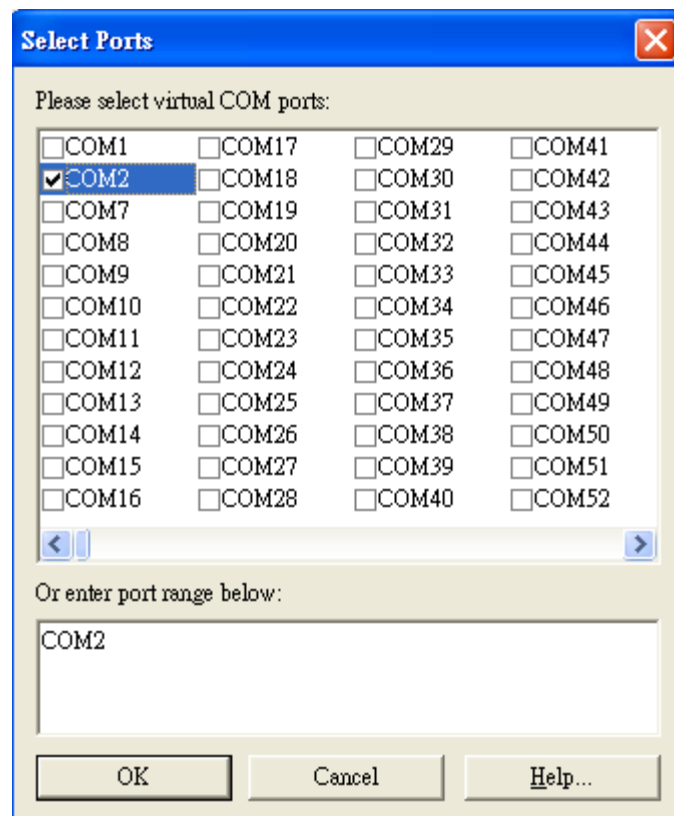 Select Ports
Please select virtual COM ports:
COM1 COM17 COM29 COM41
COM2 COM18 COM30 COM42
COM7 COM19 COM31 COM43
COM8 COM20 COM32 COM44
COM9 COM21 COM33 COM45
COM10 COM22 COM34 COM46
COM11 COM23 COM35 COM47
COM12 COM24 COM36 COM48
COM13 COM25 COM37 COM49
COM14 COM26 COM38 COM50
COM15 COM27 COM39 COM51
COM16 COM28 COM40 COM52
Or enter port range below:
COM2
OK Cancel Help...